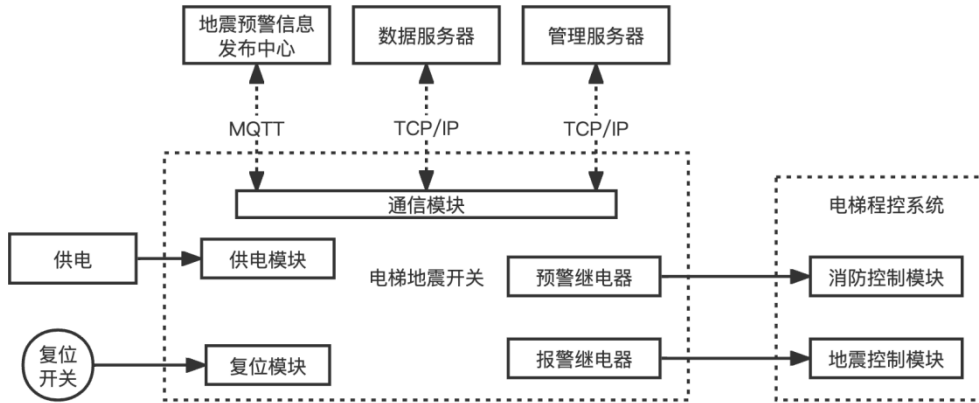 地震预警信息
发布中心
数据服务器
管理服务器
MQTT
TCP/IP
TCP/IP
通信模块
电梯程控系统
供电
供电模块
电梯地震开关
预警继电器
消防控制模块
复位
开关
复位模块
报警继电器
地震控制模块